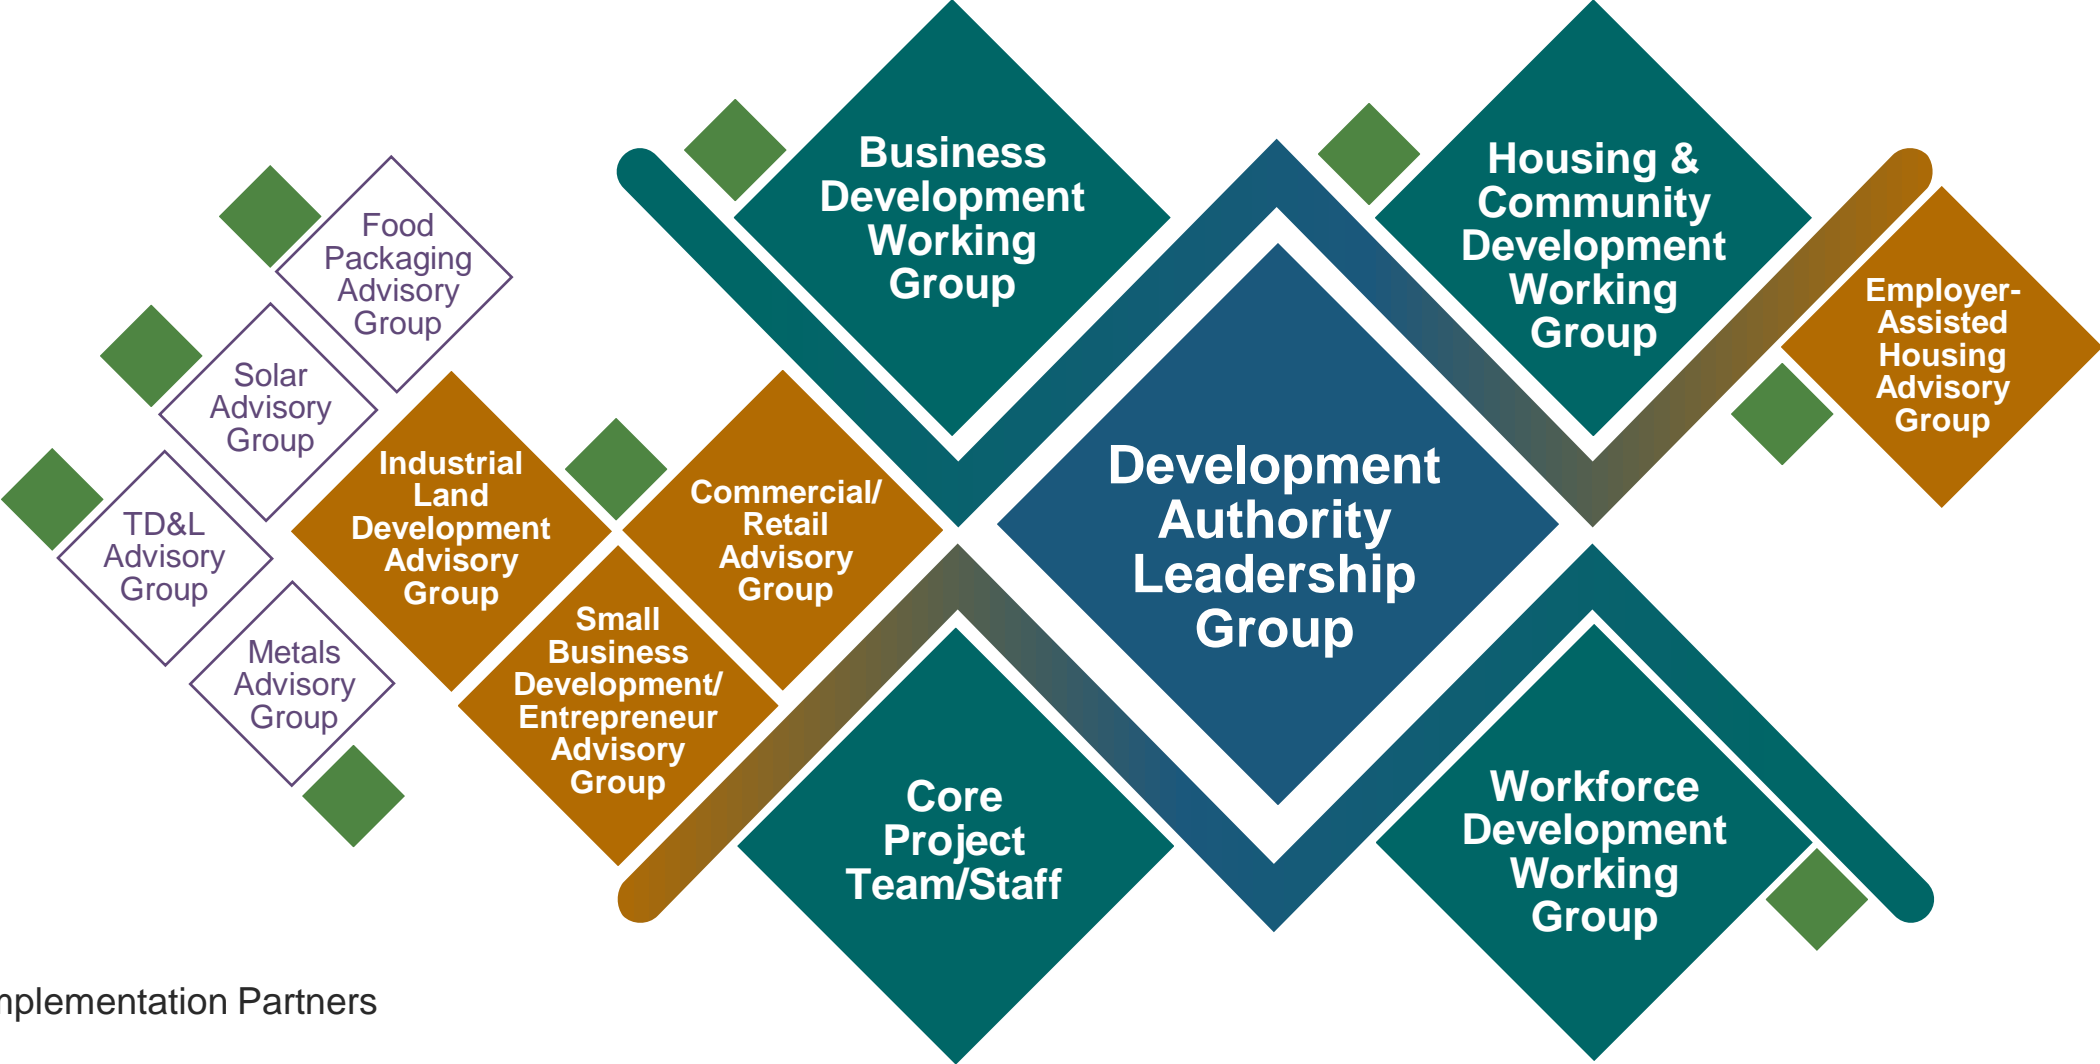 Business
Development
Working
Group
Housing &
Community
Development
Working
Group
Food
Packaging
Advisory
Group
Employer-
Assisted
Housing
Advisory
Group
Solar
Advisory
Group
Industrial
Land
Development
Advisory
Group
Commercial/
Retail
Advisory
Group
Development
Authority
Leadership
Group
TD&L
Advisory
Group
Small
Business
Development/
Entrepreneur
Advisory
Group
Metals
Advisory
Group
Core
Project
Team/Staff
Workforce
Development
Working
Group
mplementation Partners